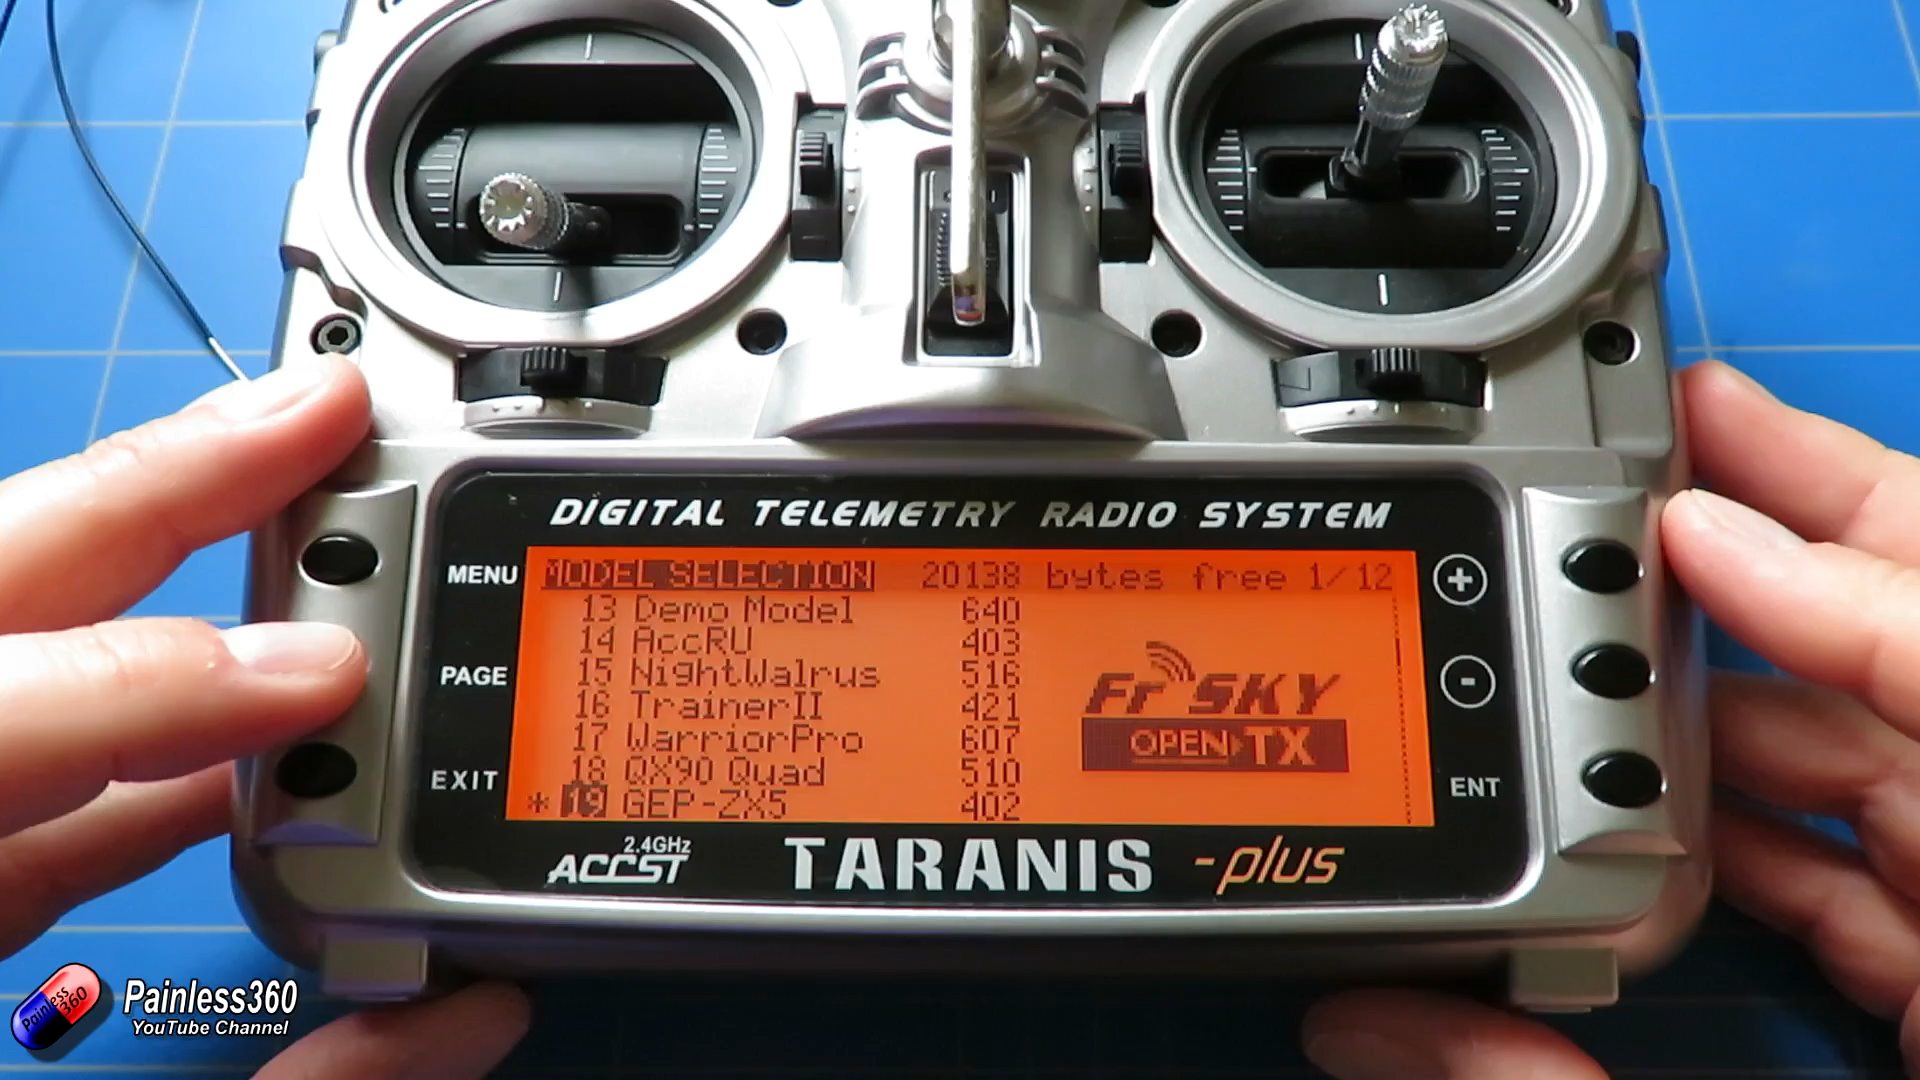 DIGITAL TELEMETRY RADIO SYSTEM
MENU
PAGE
EXIT
MODEL SELECTION 20138 bytes free 1/12
13 Demo Model 640
14 AccRU 403
15 NightWalrus 516
16 TrainerII 421
17 WarriorPro 607
18 QX90 Quad 510
* 19 GEP-ZX5 402
FrSKY
OPEN TX
+
-
ENT
2.4GHz
ACCST
TARANIS -plus
Painless 360
Painless360
YouTube Channel